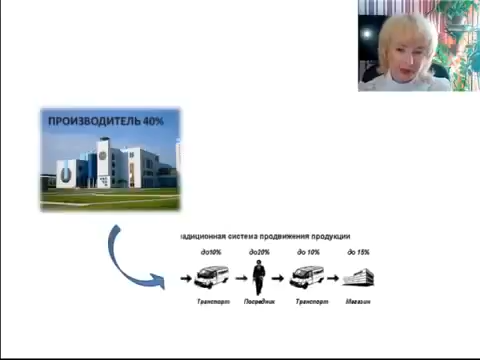 ПРОИЗВОДИТЕЛЬ 40%
адиционная система продвижения продукции
до10% до20% до 10% до 15%
Транспорт Посредник Транспорт Магазин